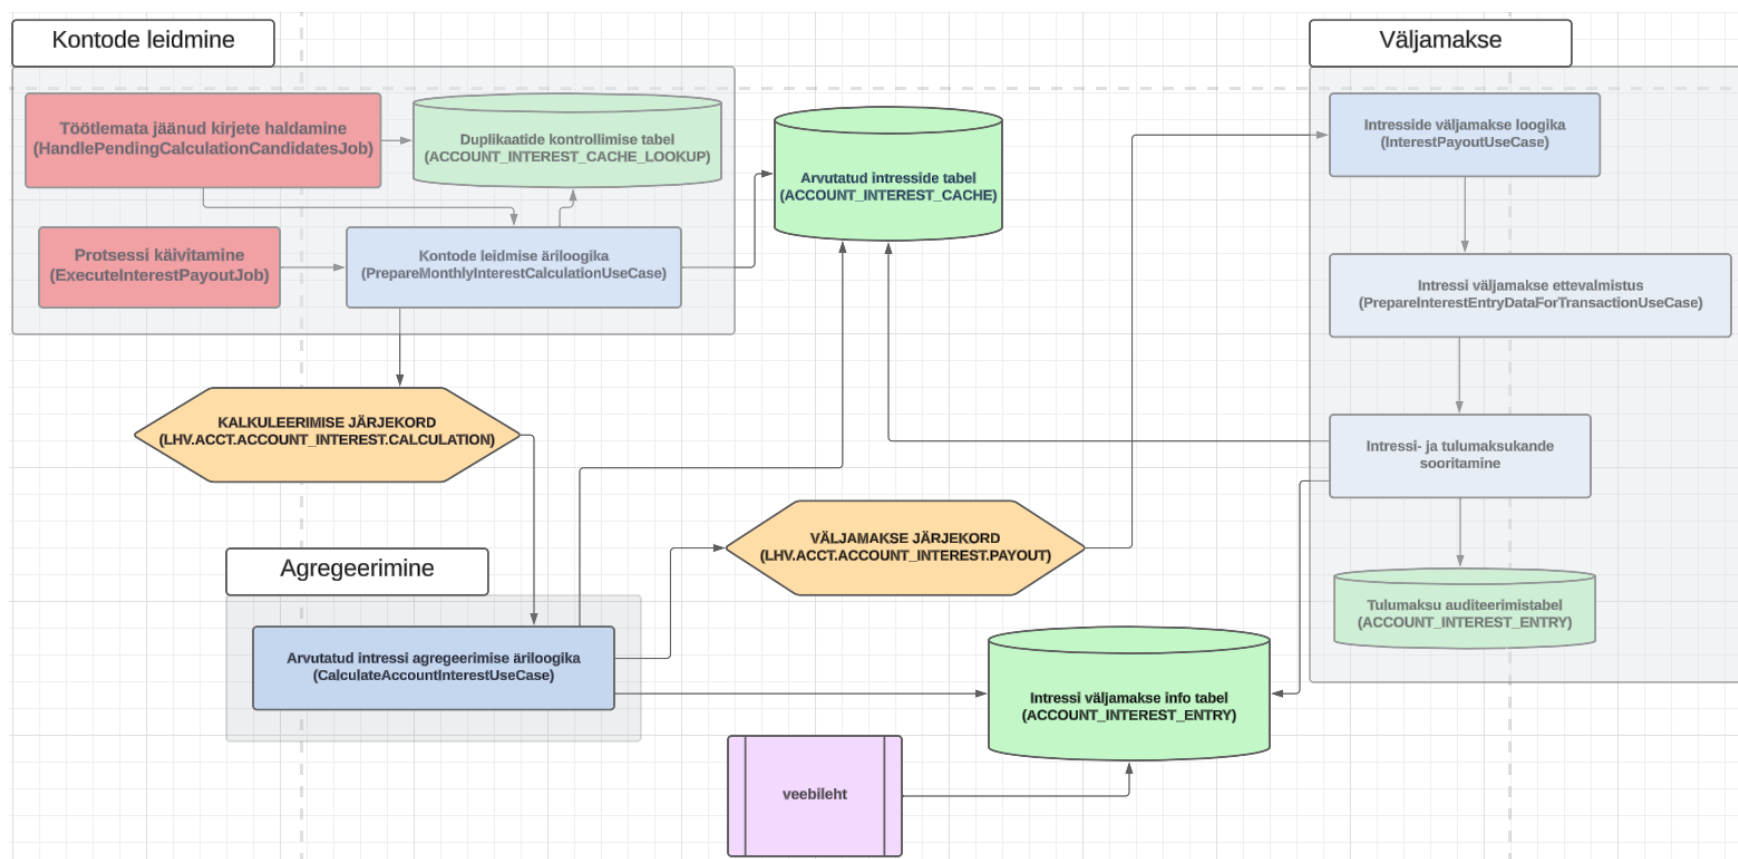 Kontode leidmine
Töötlemata jäänud kirjete haldamine
(HandlePendingCalculationCandidatesJob)
Duplikaatide kontrollimise tabel
(ACCOUNT_INTEREST_CACHE_LOOKUP)
Protsessi käivitamine
(ExecuteInterestPayoutJob)
Kontode leidmise äriloogika
(PrepareMonthlyInterestCalculationUseCase)
Arvutatud intresside tabel
(ACCOUNT_INTEREST_CACHE)
KALKULEERIMISE JÄRJEKORD
(LHV.ACCT.ACCOUNT_INTEREST.CALCULATION)
Agregeerimine
Arvutatud intressi agregeerimise äriloogika
(CalculateAccountInterestUseCase)
VÄLJAMAKSE JÄRJEKORD
(LHV.ACCT.ACCOUNT_INTEREST.PAYOUT)
Väljamakse
Intresside väljamakse loogika
(InterestPayoutUseCase)
Intressi väljamakse ettevalmistus
(PrepareInterestEntryDataForTransactionUseCase)
Intressi- ja tulumaksukande
sooritamine
Tulumaksu auditeerimistabel
(ACCOUNT_INTEREST_ENTRY)
Intressi väljamakse info tabel
(ACCOUNT_INTEREST_ENTRY)
veebileht